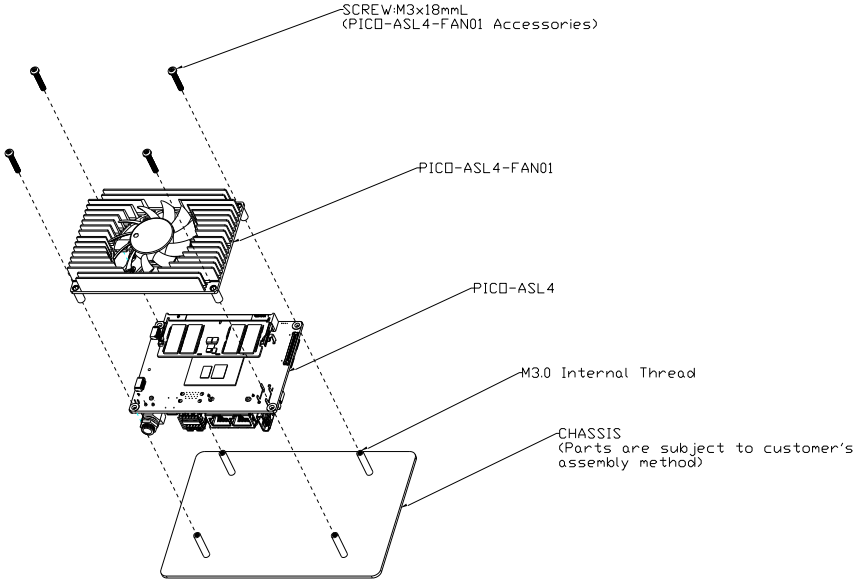 SCREW:M3x18mmL
(PICO-ASL4-FAN01 Accessories)
PICO-ASL4-FAN01
PICO-ASL4
M3.0 Internal Thread
CHASSIS
(Parts are subject to customer's
assembly method)